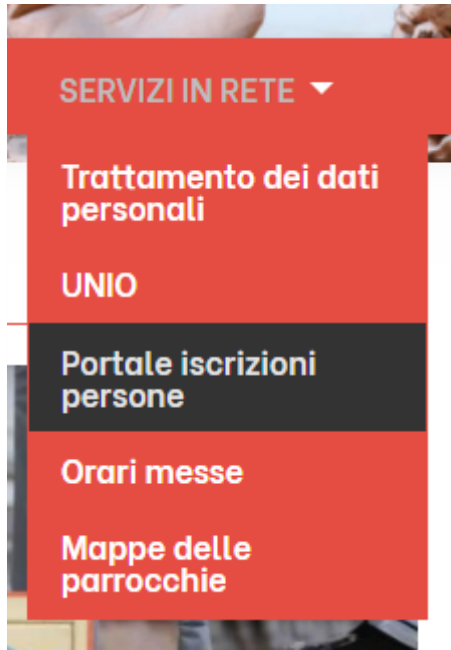 SERVIZI IN RETE
Trattamento dei dati
personali
UNIO
Portale iscrizioni
persone
Orari messe
Mappe delle
parrocchie